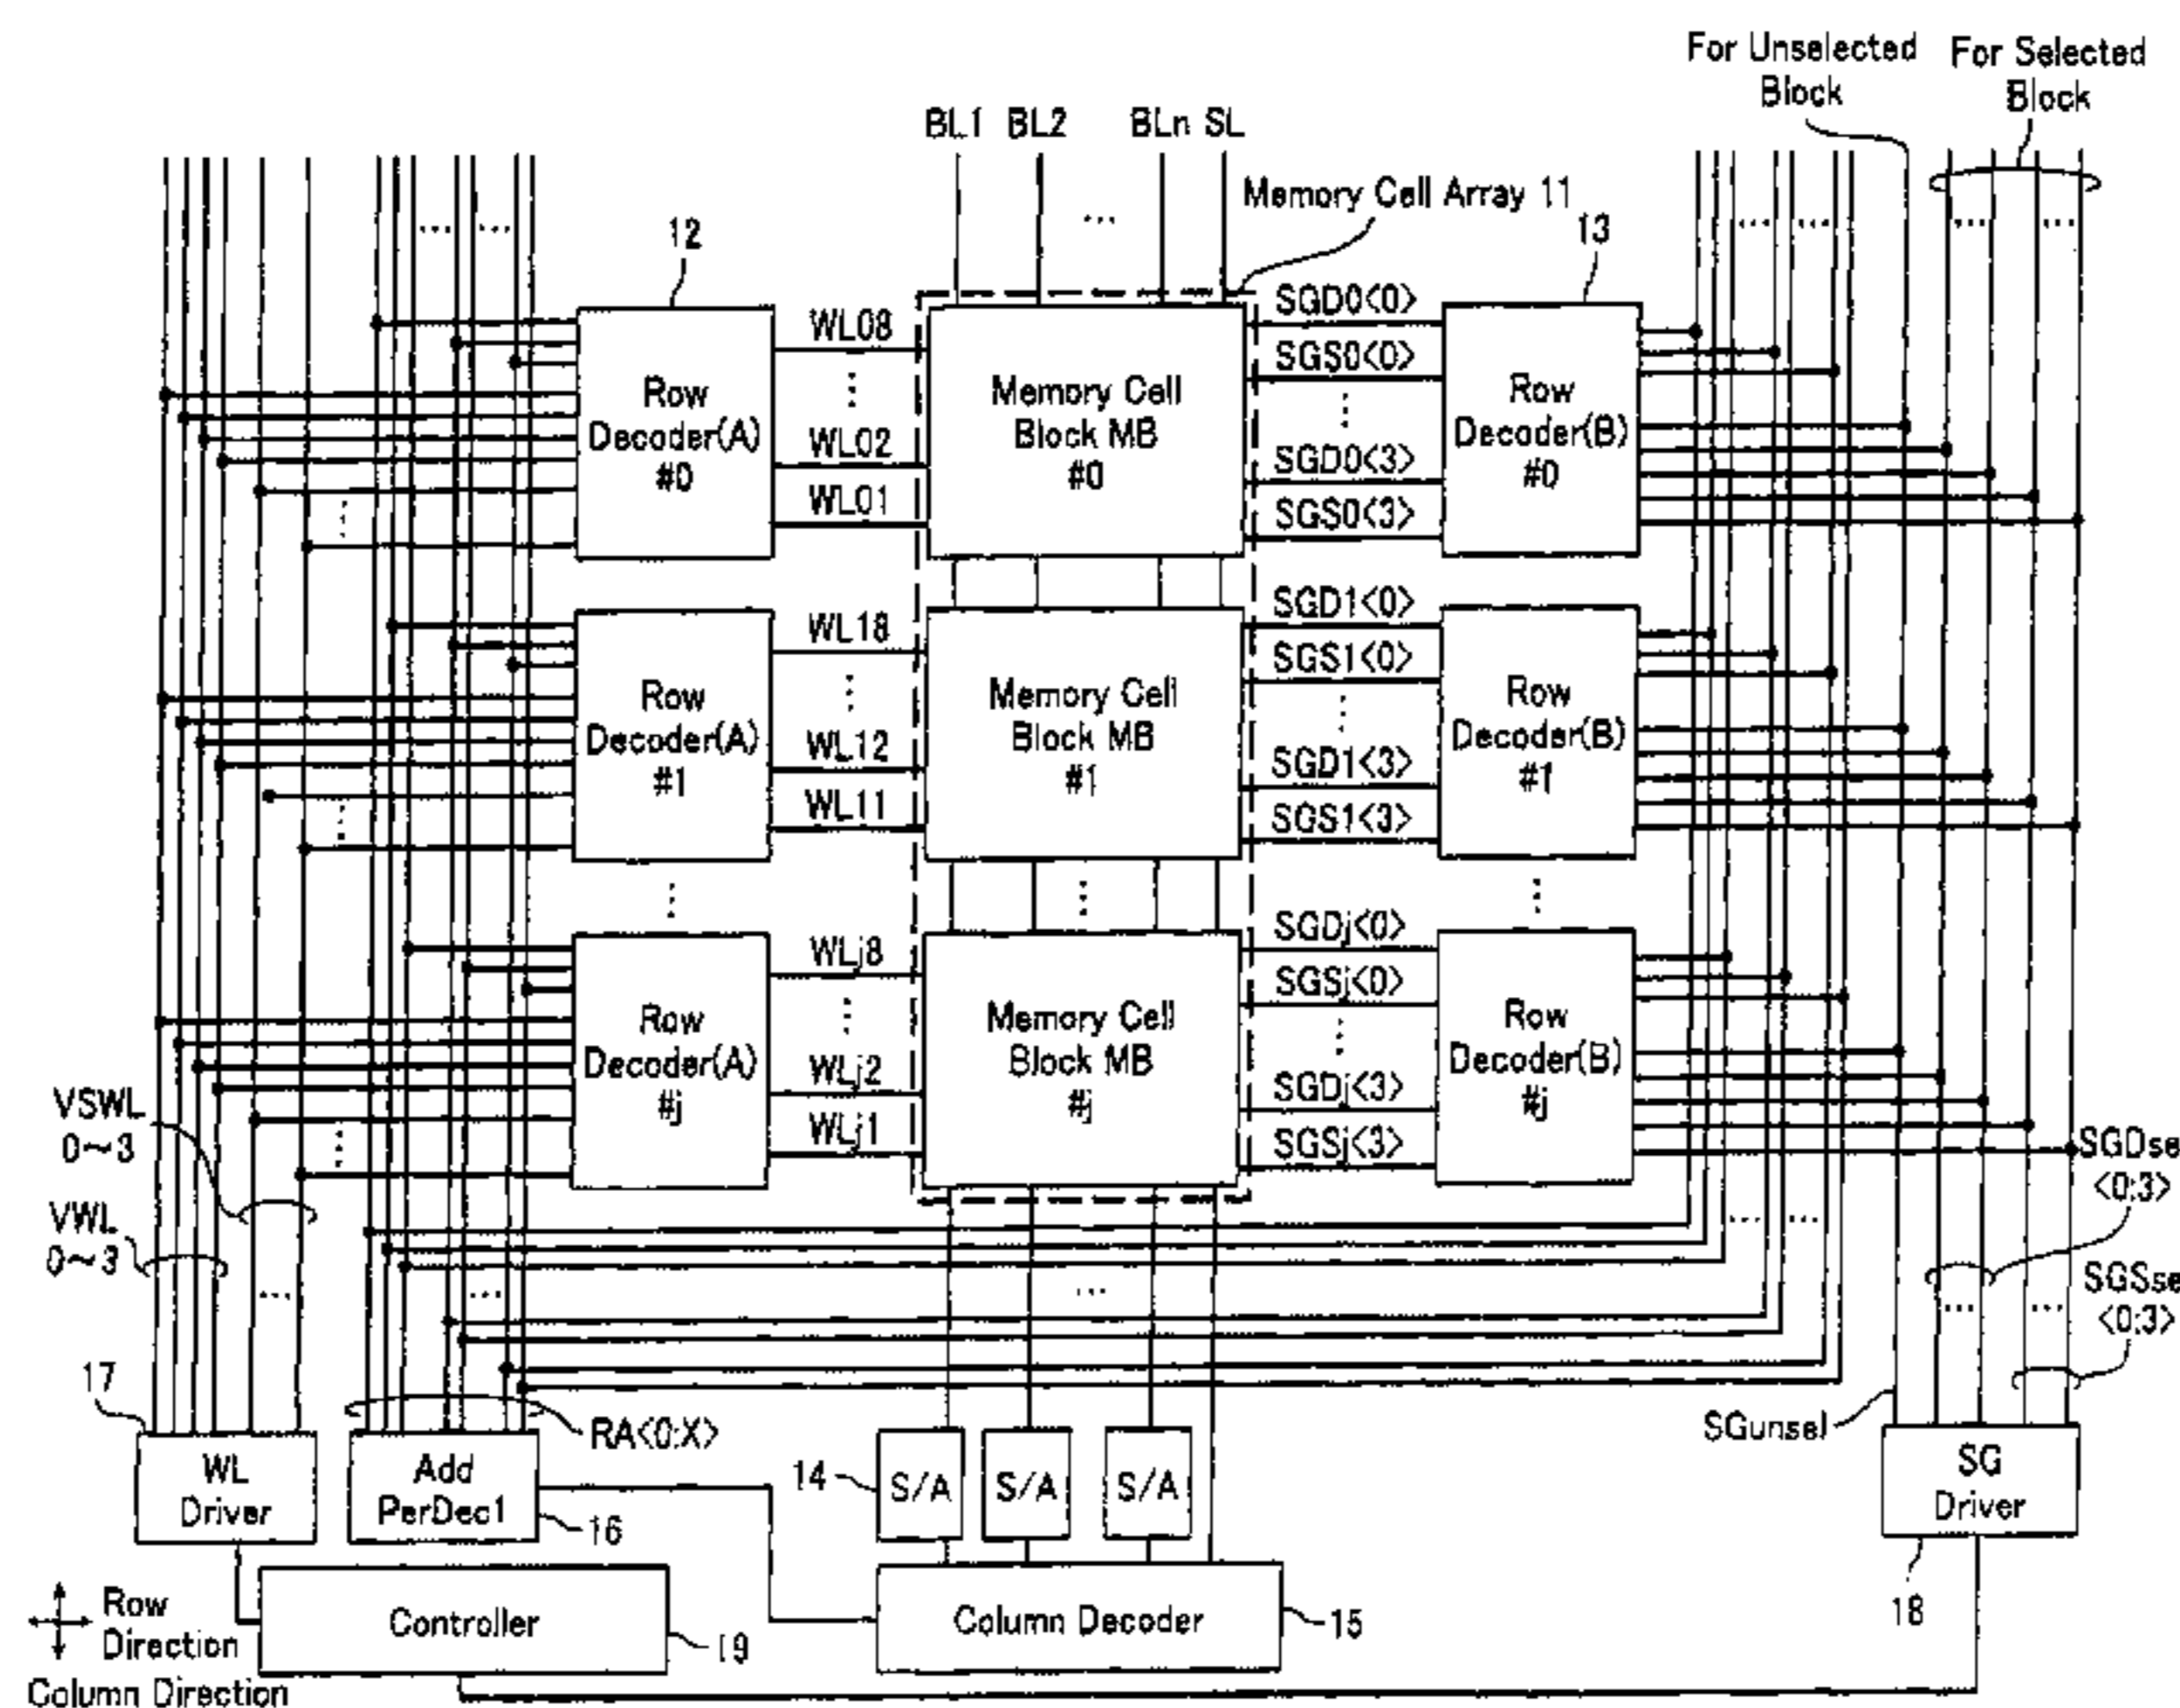 For Unselected Block
For Selected Block
BL1 BL2 BLn SL
Memory Cell Array 11
12
13
Row Decoder(A) #0
WL08
WL02
WL01
Memory Cell Block MB #0
SGD0<0>
SGS0<0>
SGD0<3>
SGS0<3>
Row Decoder(B) #0
Row Decoder(A) #1
WL18
WL12
WL11
Memory Cell Block MB #1
SGD1<0>
SGS1<0>
SGD1<3>
SGS1<3>
Row Decoder(B) #1
Row Decoder(A) #j
WLj8
WLj2
WLj1
Memory Cell Block MB #j
SGDj<0>
SGSj<0>
SGDj<3>
SGSj<3>
Row Decoder(B) #j
VSWL 0~3
VWL 0~3
SGDse
<0:3>
SGSse
<0:3>
17
WL Driver
RA<0:X>
Add PerDec1
16
14
S/A S/A S/A
SGunsel
SG Driver
18
Row Direction
Column Direction
Controller
19
Column Decoder
15